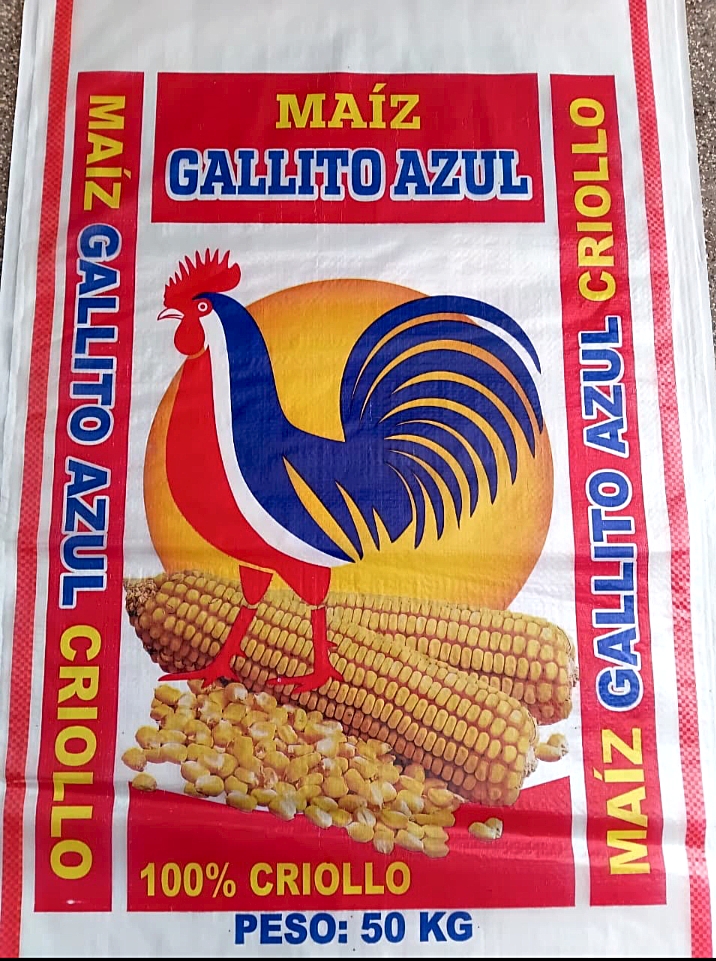 MAÍZ
GALLITO AZUL
MAÍZ GALLITO AZUL CRIOLLO
MAÍZ GALLITO AZUL CRIOLLO
100% CRIOLLO
PESO: 50 KG